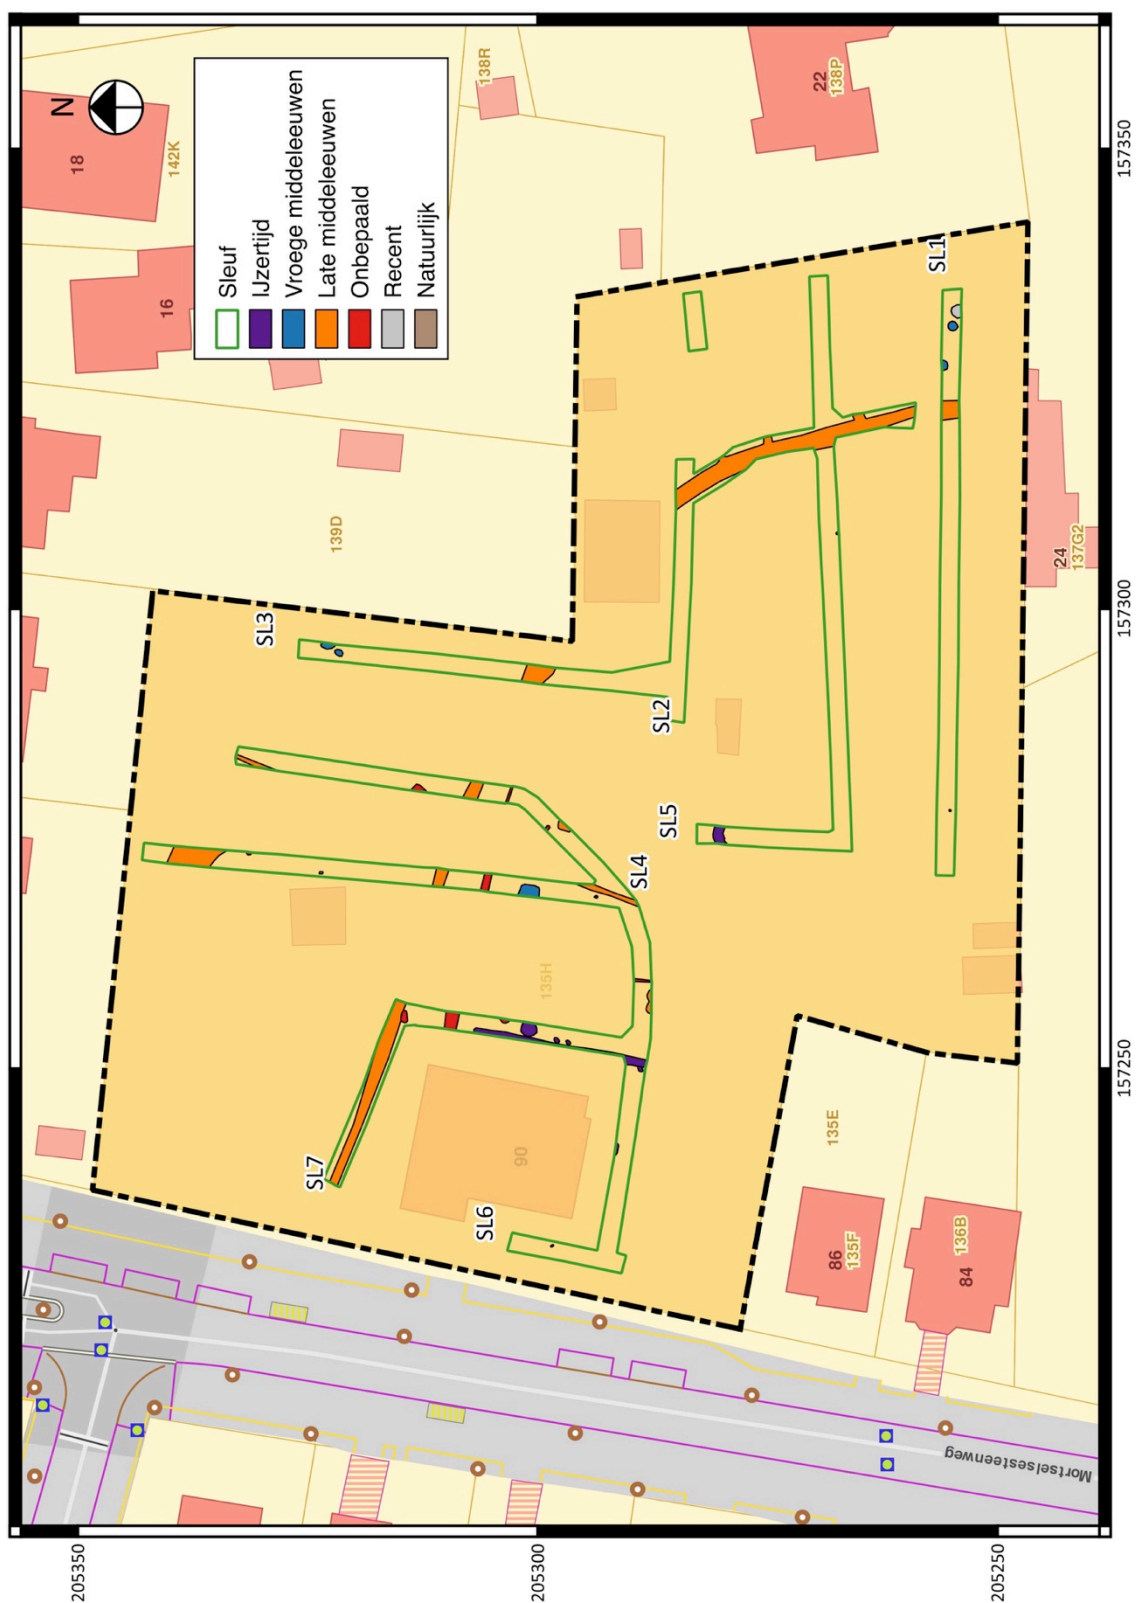 N
Sleuf
IJzertijd
Vroege middeleeuwen
Late middeleeuwen
Onbepaald
Recent
Natuurlijk
18
142K
16
138R
22
138P
139D
24
137G2
SL1
SL2
SL3
SL4
SL5
SL6
SL7
135H
90
135E
86
135F
136B
84
Mortselsesteenweg
157350
157300
157250
205350
205300
205250